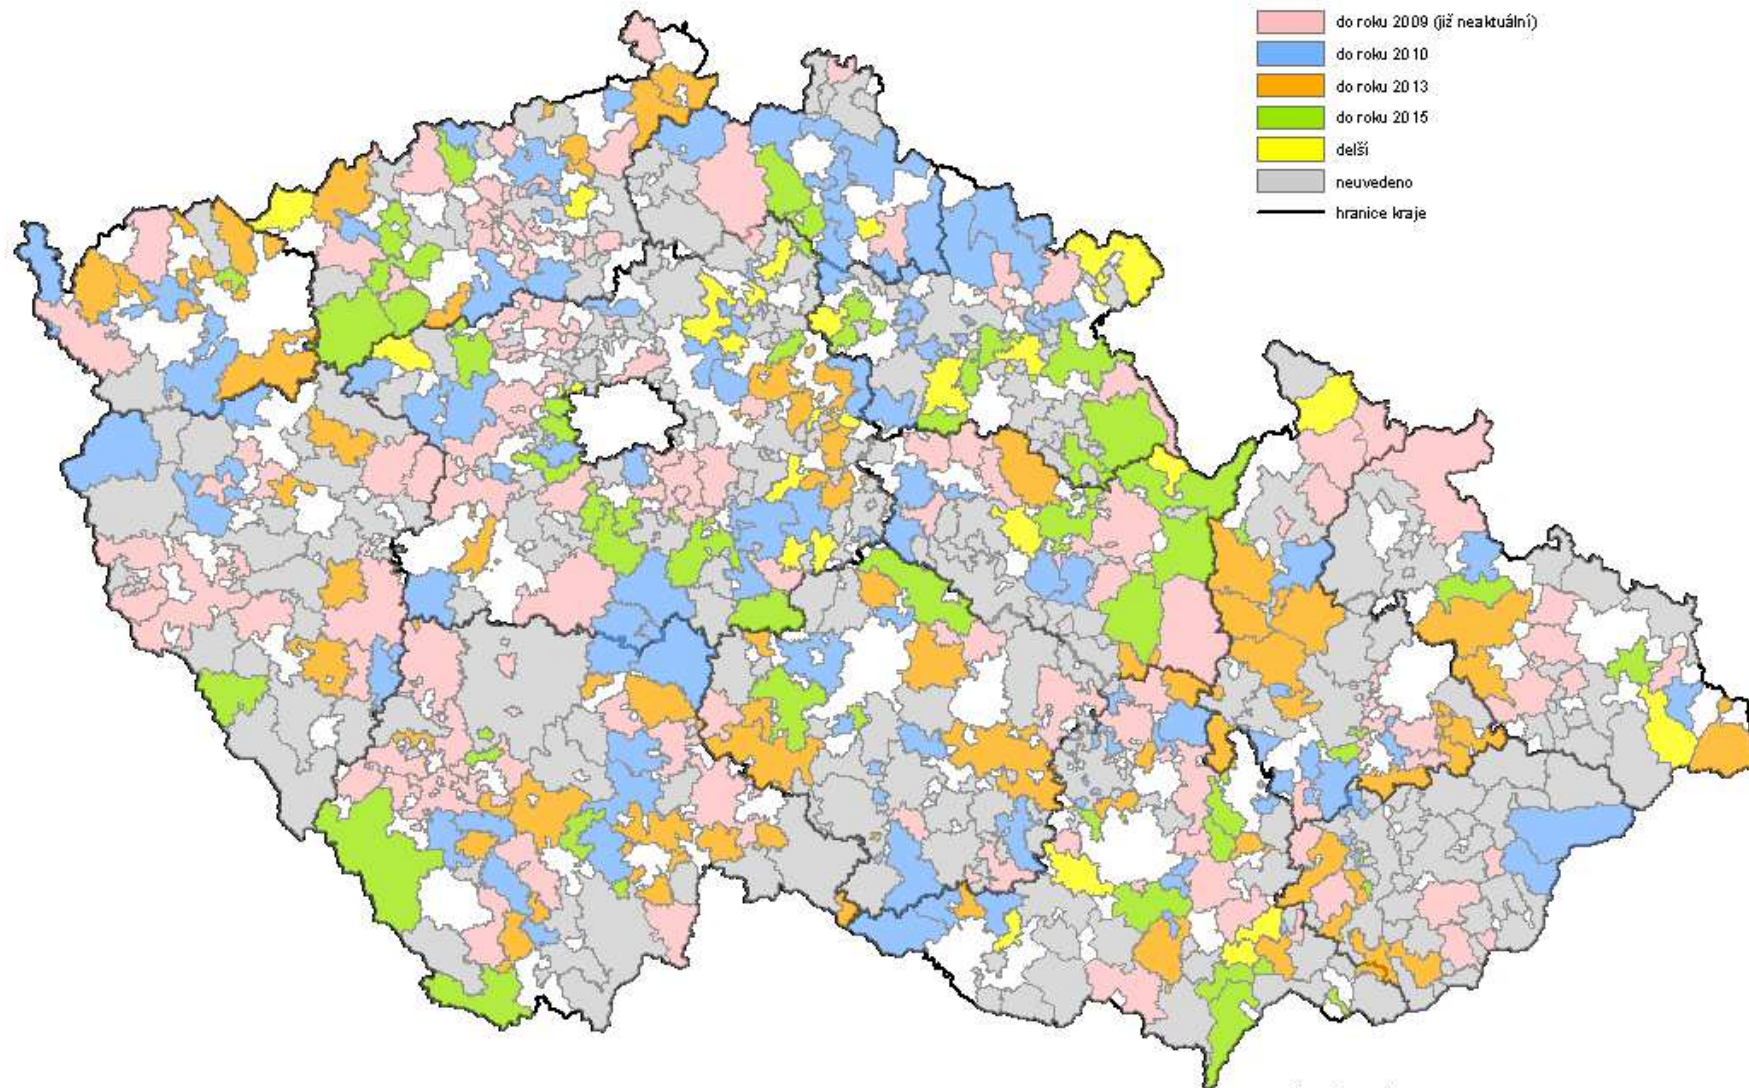 do roku 2009 (již neaktuální)
do roku 2010
do roku 2013
do roku 2015
delší
neuvedeno
hranice kraje